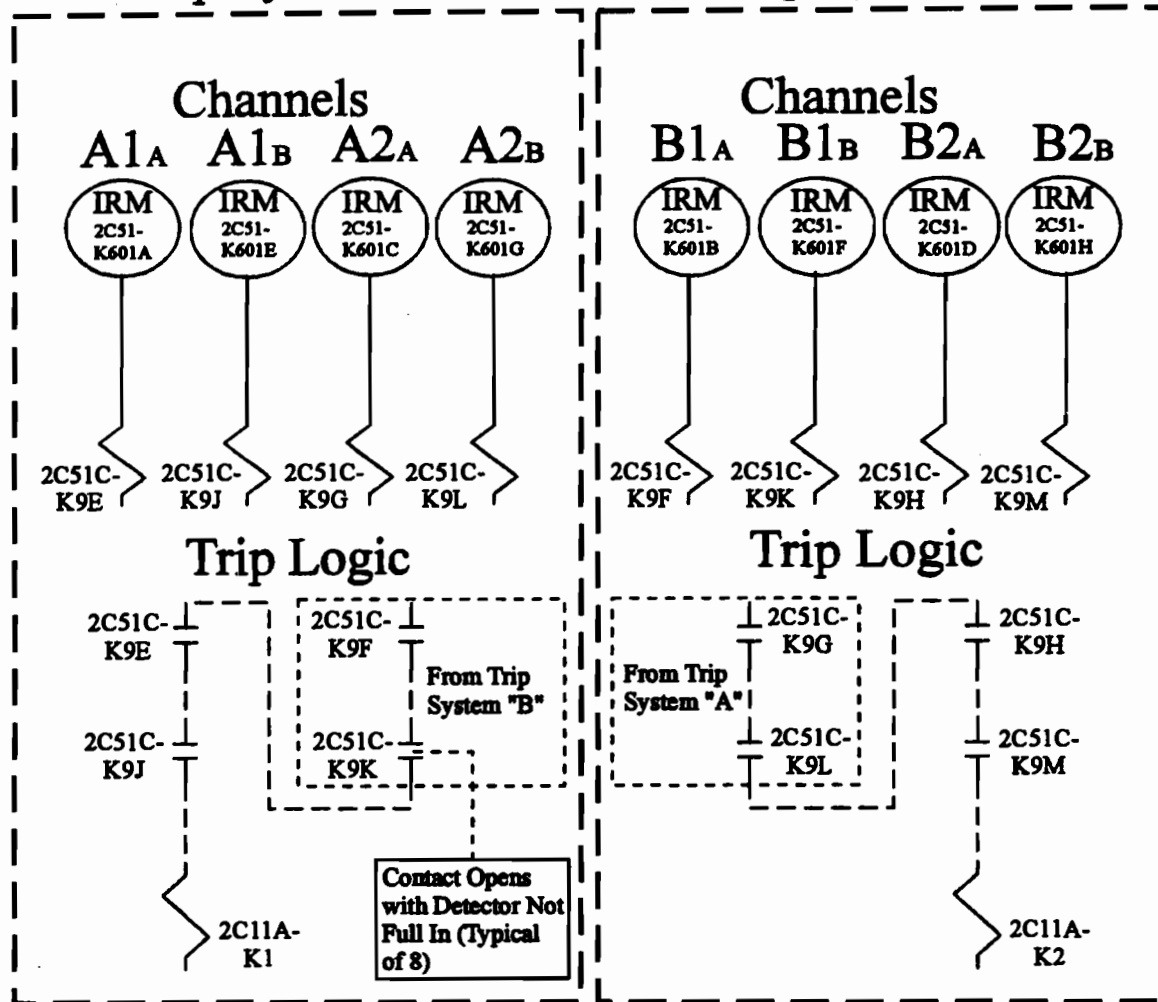 Channels
A1A A1B A2A A2B
IRM
2C51-
K601A
IRM
2C51-
K601E
IRM
2C51-
K601C
IRM
2C51-
K601G
2C51C-
K9E
2C51C-
K9J
2C51C-
K9G
2C51C-
K9L
Trip Logic
2C51C-
K9E
2C51C-
K9J
2C51C-
K9F
From Trip
System "B"
2C51C-
K9K
Contact Opens
with Detector Not
Full In (Typical
of 8)
2C11A-
K1
Channels
B1A B1B B2A B2B
IRM
2C51-
K601B
IRM
2C51-
K601F
IRM
2C51-
K601D
IRM
2C51-
K601H
2C51C-
K9F
2C51C-
K9K
2C51C-
K9H
2C51C-
K9M
Trip Logic
From Trip
System "A"
2C51C-
K9G
2C51C-
K9L
2C51C-
K9H
2C51C-
K9M
2C11A-
K2